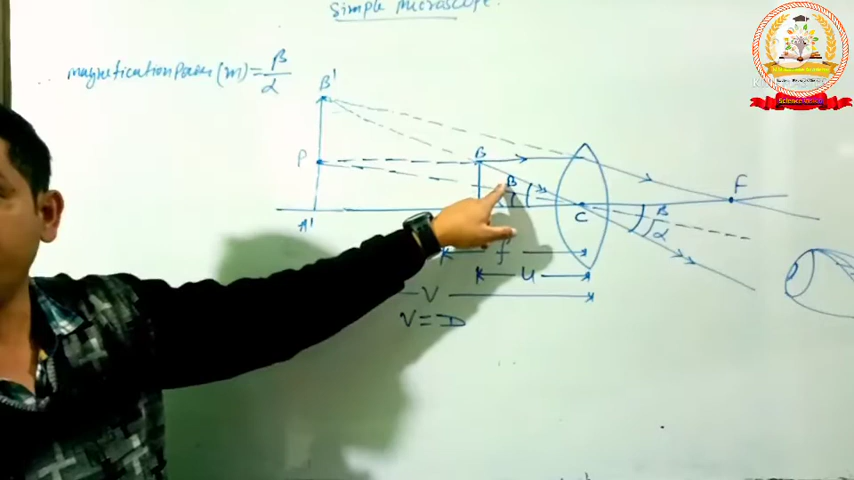 Simple Microscope.
magnification Power (m) = β/α
B'
P
B
β
F
C
β
α
A'
f
u
V
V = D